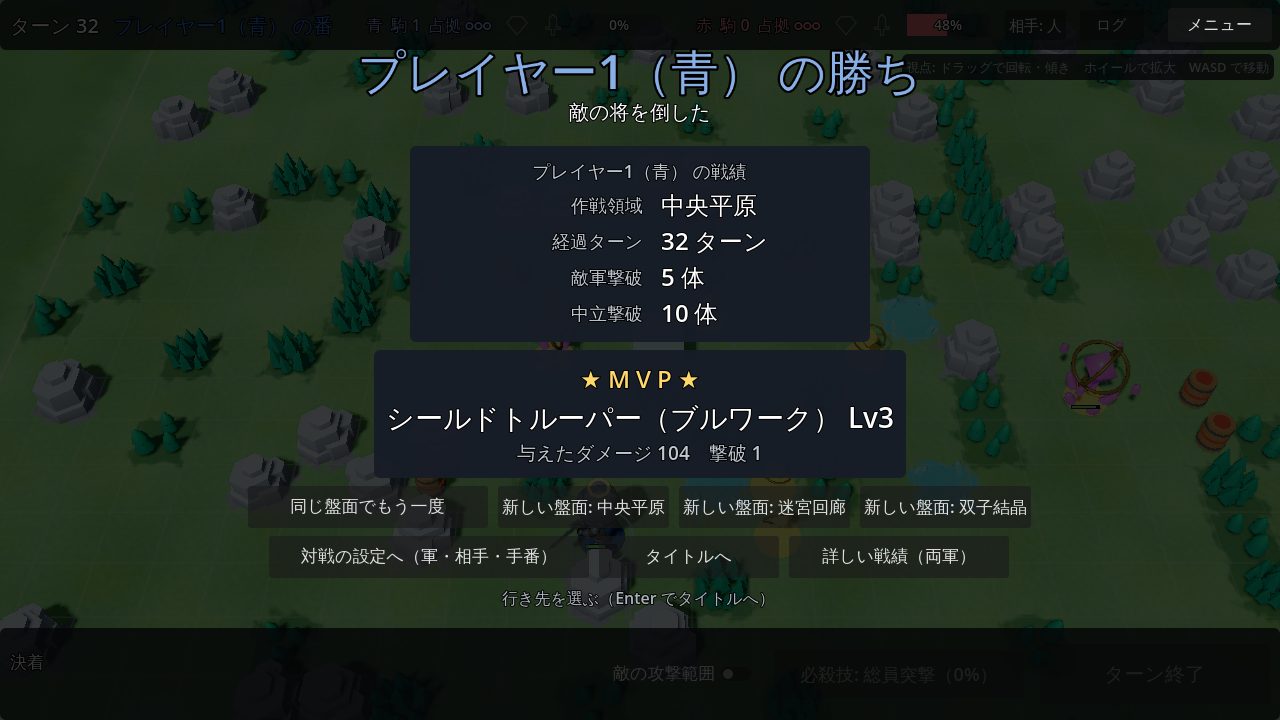 ターン 32 プレイヤー1（青） の番 青 駒 1 占拠 ○○○ 0% 赤 駒 0 占拠 ○○○ 48% 相手: 人 ログ メニュー
視点: ドラッグで回転・傾き ホイールで拡大 WASD で移動
プレイヤー1（青） の勝ち
敵の将を倒した
プレイヤー1（青） の戦績
作戦領域 中央平原
経過ターン 32 ターン
敵軍撃破 5 体
中立撃破 10 体
★ M V P ★
シールドトルーパー（ブルワーク） Lv3
与えたダメージ 104 撃破 1
同じ盤面でもう一度 新しい盤面: 中央平原 新しい盤面: 迷宮回廊 新しい盤面: 双子結晶
対戦の設定へ（軍・相手・手番） タイトルへ 詳しい戦績（両軍）
行き先を選ぶ（Enter でタイトルへ）
決着 敵の攻撃範囲 必殺技: 総員突撃（0%） ターン終了